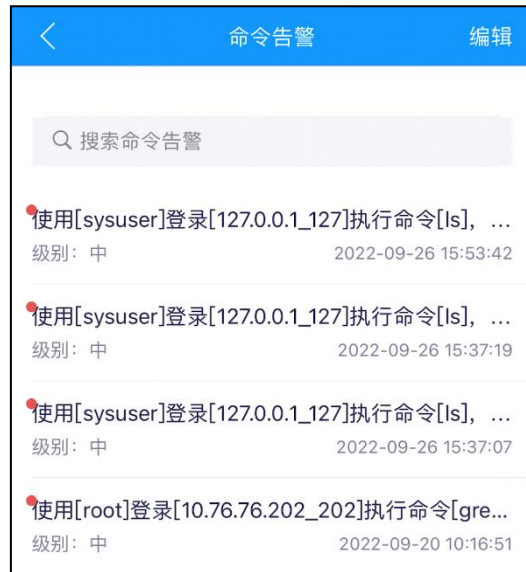 命令告警
编辑
搜索命令告警
使用[sysuser]登录[127.0.0.1_127]执行命令[ls]，...
级别：中 2022-09-26 15:53:42
使用[sysuser]登录[127.0.0.1_127]执行命令[ls]，...
级别：中 2022-09-26 15:37:19
使用[sysuser]登录[127.0.0.1_127]执行命令[ls]，...
级别：中 2022-09-26 15:37:07
使用[root]登录[10.76.76.202_202]执行命令[gre...
级别：中 2022-09-20 10:16:51